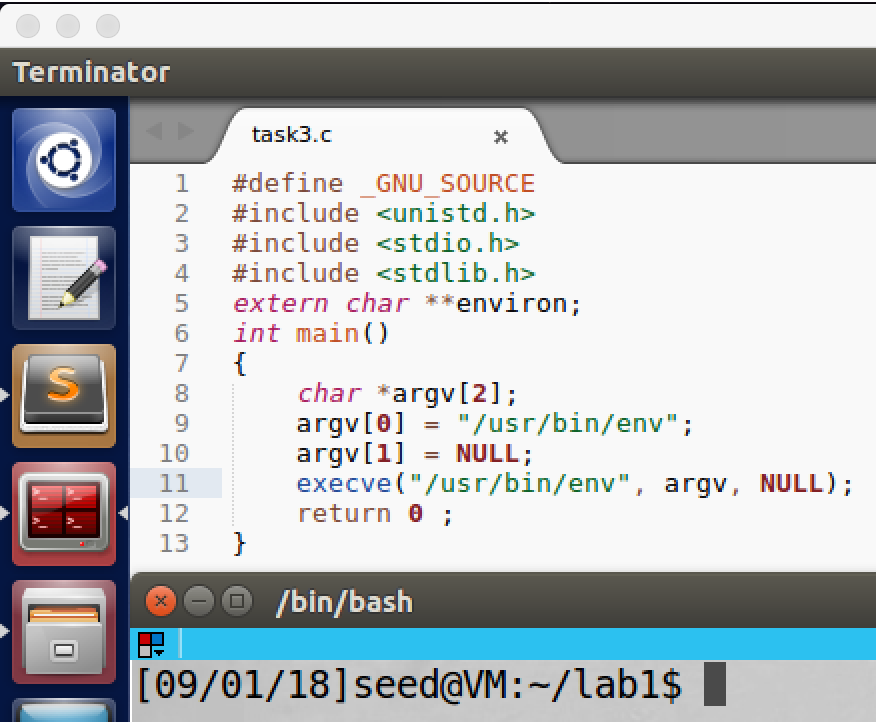 Terminator
task3.c
1 #define _GNU_SOURCE
2 #include <unistd.h>
3 #include <stdio.h>
4 #include <stdlib.h>
5 extern char **environ;
6 int main()
7 {
8     char *argv[2];
9     argv[0] = "/usr/bin/env";
10     argv[1] = NULL;
11     execve("/usr/bin/env", argv, NULL);
12     return 0 ;
13 }
/bin/bash
[09/01/18]seed@VM:~/lab1$